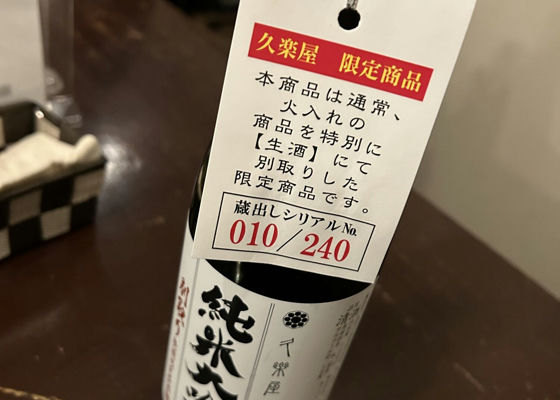 久楽屋 限定商品
本商品は通常、
火入れの
商品を特別に
【生酒】にて
別取りした
限定商品です。
蔵出しシリアル№
010/240
純米大
久樂屋